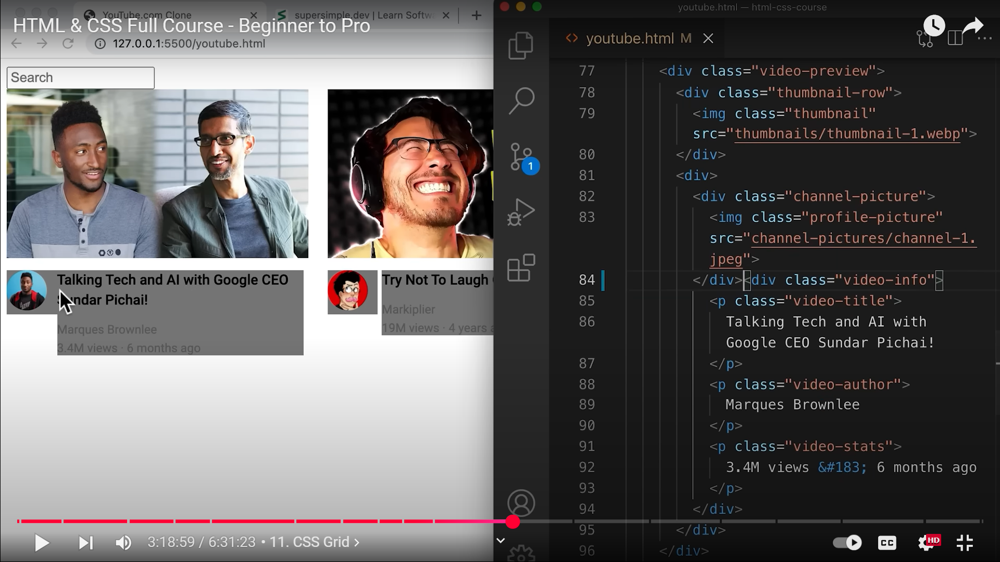 YouTube.com Clone
supersimple.dev | Learn Softwa
HTML & CSS Full Course - Beginner to Pro
127.0.0.1:5500/youtube.html
Search
Talking Tech and AI with Google CEO
Sundar Pichai!
Marques Brownlee
3.4M views · 6 months ago
Try Not To Laugh
Markiplier
19M views · 4 years a
youtube.html — html-css-course
youtube.html M
1
77 <div class="video-preview">
78 <div class="thumbnail-row">
79 <img class="thumbnail"
src="thumbnails/thumbnail-1.webp">
80 </div>
81 <div>
82 <div class="channel-picture">
83 <img class="profile-picture"
src="channel-pictures/channel-1.
jpeg">
84 </div><div class="video-info">
85 <p class="video-title">
86 Talking Tech and AI with
Google CEO Sundar Pichai!
87 </p>
88 <p class="video-author">
89 Marques Brownlee
90 </p>
91 <p class="video-stats">
92 3.4M views &#183; 6 months ago
93 </p>
94 </div>
95 </div>
96 </div>
3:18:59 / 6:31:23 • 11. CSS Grid
CC
HD